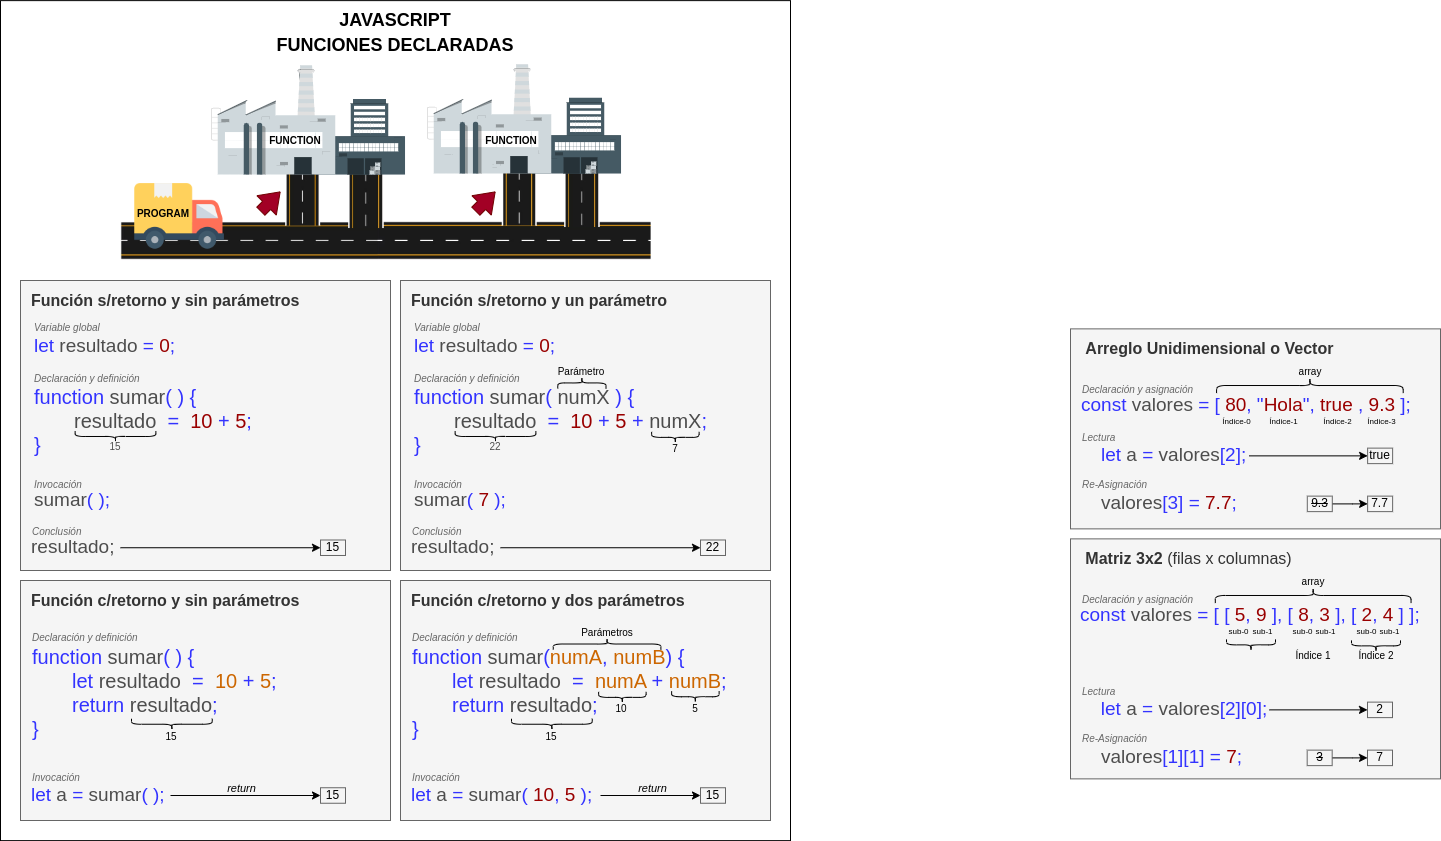 JAVASCRIPT
FUNCIONES DECLARADAS
FUNCTION
FUNCTION
PROGRAM
Función s/retorno y sin parámetros
Variable global
let resultado = 0;
Declaración y definición
function sumar( ) {
resultado = 10 + 5;
15
}
Invocación
sumar( );
Conclusión
resultado;
15
Función s/retorno y un parámetro
Variable global
let resultado = 0;
Parámetro
Declaración y definición
function sumar( numX ) {
resultado = 10 + 5 + numX;
22
7
}
Invocación
sumar( 7 );
Conclusión
resultado;
22
Función c/retorno y sin parámetros
Declaración y definición
function sumar( ) {
let resultado = 10 + 5;
return resultado;
}
15
Invocación
let a = sumar( );
return
15
Función c/retorno y dos parámetros
Parámetros
Declaración y definición
function sumar(numA, numB) {
let resultado = numA + numB;
10
5
return resultado;
}
15
Invocación
let a = sumar( 10, 5 );
return
15
Arreglo Unidimensional o Vector
array
Declaración y asignación
const valores = [ 80, "Hola", true , 9.3 ];
Índice-0 Índice-1 Índice-2 Índice-3
Lectura
let a = valores[2];
true
Re-Asignación
valores[3] = 7.7;
9.3
7.7
Matriz 3x2 (filas x columnas)
array
Declaración y asignación
const valores = [ [ 5, 9 ], [ 8, 3 ], [ 2, 4 ] ];
sub-0 sub-1 sub-0 sub-1 sub-0 sub-1
Índice 1
Índice 2
Lectura
let a = valores[2][0];
2
Re-Asignación
valores[1][1] = 7;
3
7